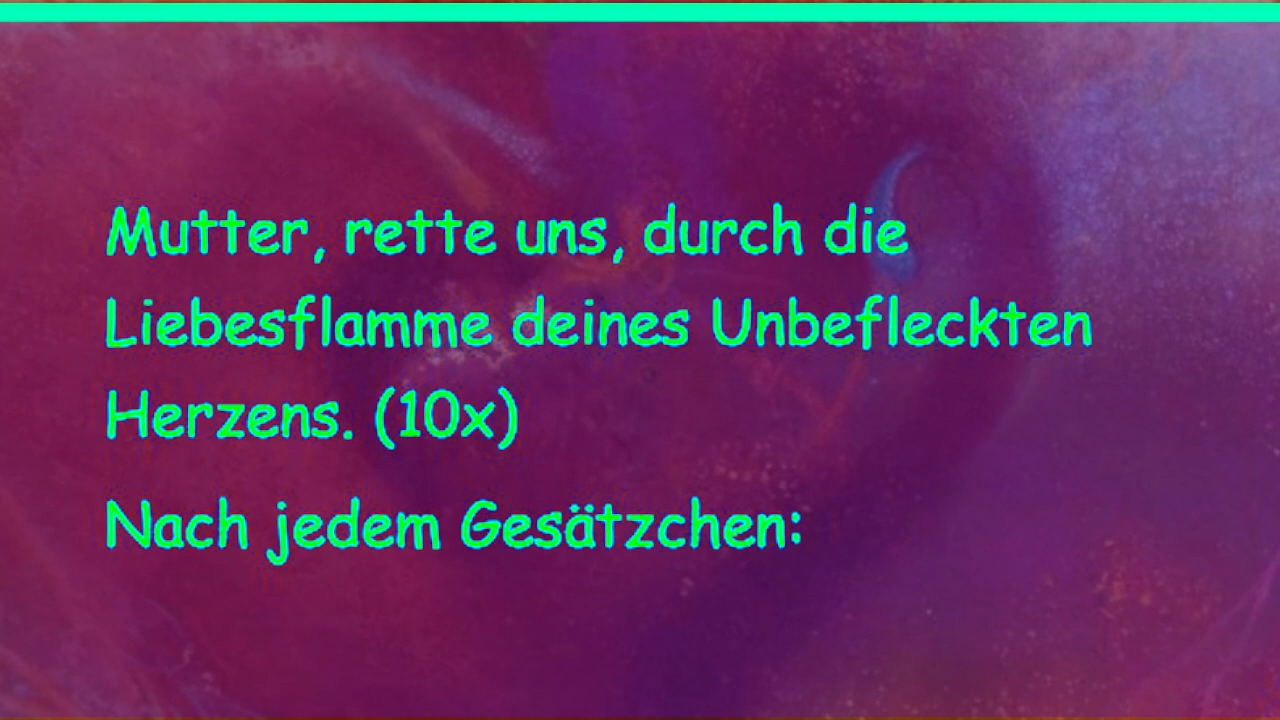 Mutter, rette uns, durch die
Liebesflamme deines Unbefleckten
Herzens. (10x)
Nach jedem Gesätzchen: